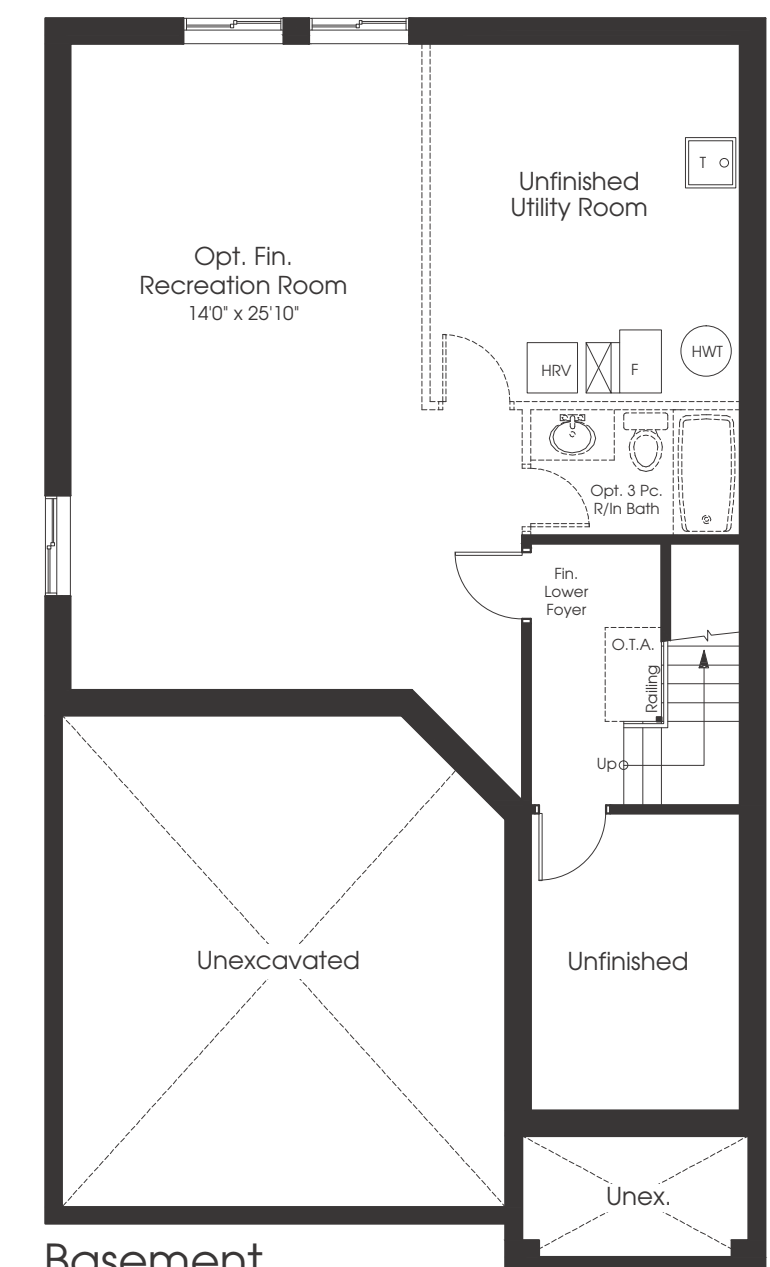 Unfinished
Utility Room
T
Opt. Fin.
Recreation Room
14'0" x 25'10"
HRV
F
HWT
Opt. 3 Pc.
R/In Bath
Fin.
Lower
Foyer
O.T.A.
Railing
Up
Unexcavated
Unfinished
Unex.
Basement